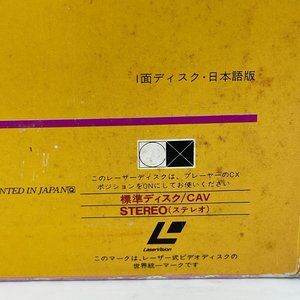 1面ディスク・日本語版
このレーザーディスクは、プレーヤーのCX
ポジションをONにしてお使いください
NTED IN JAPAN
標準ディスク/CAV
STEREO(ステレオ)
LaserVision
このマークは、レーザー式ビデオディスクの
世界統一マークです